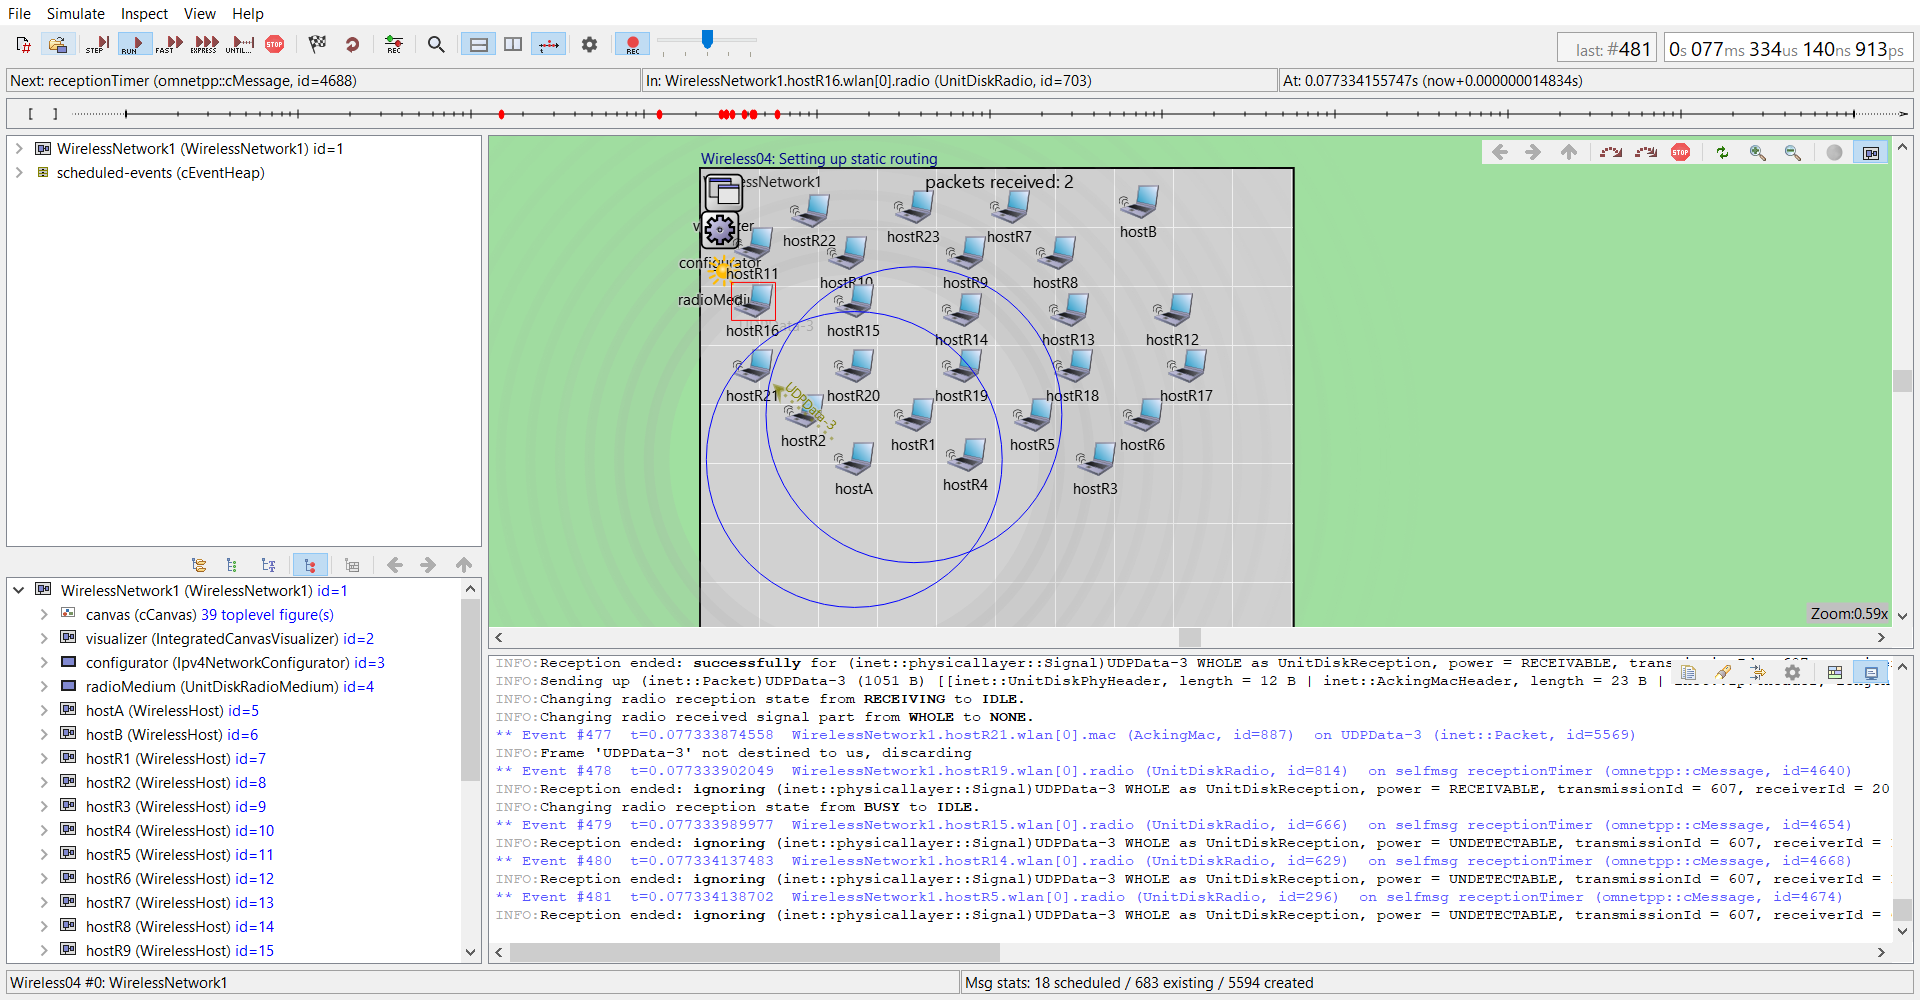 File Simulate Inspect View Help
STEP RUN FAST EXPRESS UNTIL... STOP REC REC
last: #481 0s 077ms 334us 140ns 913ps
Next: receptionTimer (omnetpp::cMessage, id=4688) In: WirelessNetwork1.hostR16.wlan[0].radio (UnitDiskRadio, id=703) At: 0.077334155747s (now+0.000000014834s)
[ ]
WirelessNetwork1 (WirelessNetwork1) id=1
scheduled-events (cEventHeap)
WirelessNetwork1 (WirelessNetwork1) id=1
canvas (cCanvas) 39 toplevel figure(s)
visualizer (IntegratedCanvasVisualizer) id=2
configurator (Ipv4NetworkConfigurator) id=3
radioMedium (UnitDiskRadioMedium) id=4
hostA (WirelessHost) id=5
hostB (WirelessHost) id=6
hostR1 (WirelessHost) id=7
hostR2 (WirelessHost) id=8
hostR3 (WirelessHost) id=9
hostR4 (WirelessHost) id=10
hostR5 (WirelessHost) id=11
hostR6 (WirelessHost) id=12
hostR7 (WirelessHost) id=13
hostR8 (WirelessHost) id=14
hostR9 (WirelessHost) id=15
Wireless04: Setting up static routing
STOP
packets received: 2
hostB
hostR22 hostR23 hostR7
configurator
hostR11 hostR10 hostR9 hostR8
hostR16 hostR15 hostR14 hostR13 hostR12
hostR21 hostR20 hostR19 hostR18 hostR17
UDPData-3
hostR2 hostR1 hostR5 hostR6
hostA hostR4 hostR3
Zoom:0.59x
INFO:Reception ended: successfully for (inet::physicallayer::Signal)UDPData-3 WHOLE as UnitDiskReception, power = RECEIVABLE,
INFO:Sending up (inet::Packet)UDPData-3 (1051 B) [[inet::UnitDiskPhyHeader, length = 12 B | inet::AckingMacHeader, length = 23 B |
INFO:Changing radio reception state from RECEIVING to IDLE.
INFO:Changing radio received signal part from WHOLE to NONE.
** Event #477 t=0.077333874558 WirelessNetwork1.hostR21.wlan[0].mac (AckingMac, id=887) on UDPData-3 (inet::Packet, id=5569)
INFO:Frame 'UDPData-3' not destined to us, discarding
** Event #478 t=0.077333902049 WirelessNetwork1.hostR19.wlan[0].radio (UnitDiskRadio, id=814) on selfmsg receptionTimer (omnetpp::cMessage, id=4640)
INFO:Reception ended: ignoring (inet::physicallayer::Signal)UDPData-3 WHOLE as UnitDiskReception, power = RECEIVABLE, transmissionId = 607, receiverId = 20
INFO:Changing radio reception state from BUSY to IDLE.
** Event #479 t=0.077333989977 WirelessNetwork1.hostR15.wlan[0].radio (UnitDiskRadio, id=666) on selfmsg receptionTimer (omnetpp::cMessage, id=4654)
INFO:Reception ended: ignoring (inet::physicallayer::Signal)UDPData-3 WHOLE as UnitDiskReception, power = UNDETECTABLE, transmissionId = 607, receiverId =
** Event #480 t=0.077334137483 WirelessNetwork1.hostR14.wlan[0].radio (UnitDiskRadio, id=629) on selfmsg receptionTimer (omnetpp::cMessage, id=4668)
INFO:Reception ended: ignoring (inet::physicallayer::Signal)UDPData-3 WHOLE as UnitDiskReception, power = UNDETECTABLE, transmissionId = 607, receiverId =
** Event #481 t=0.077334138702 WirelessNetwork1.hostR5.wlan[0].radio (UnitDiskRadio, id=296) on selfmsg receptionTimer (omnetpp::cMessage, id=4674)
INFO:Reception ended: ignoring (inet::physicallayer::Signal)UDPData-3 WHOLE as UnitDiskReception, power = UNDETECTABLE, transmissionId = 607, receiverId =
Wireless04 #0: WirelessNetwork1 Msg stats: 18 scheduled / 683 existing / 5594 created